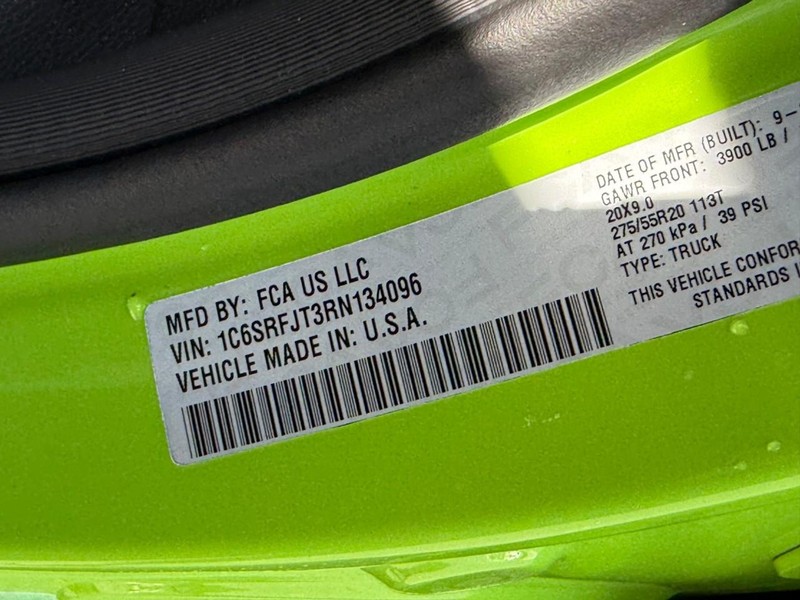 MFD BY: FCA US LLC
VIN: 1C6SRFJT3RN134096
VEHICLE MADE IN: U.S.A.
DATE OF MFR (BUILT): 9-
GAWR FRONT: 3900 LB /
20X9.0
275/55R20 113T
AT 270 kPa / 39 PSI
TYPE: TRUCK
THIS VEHICLE CONFOR
STANDARDS